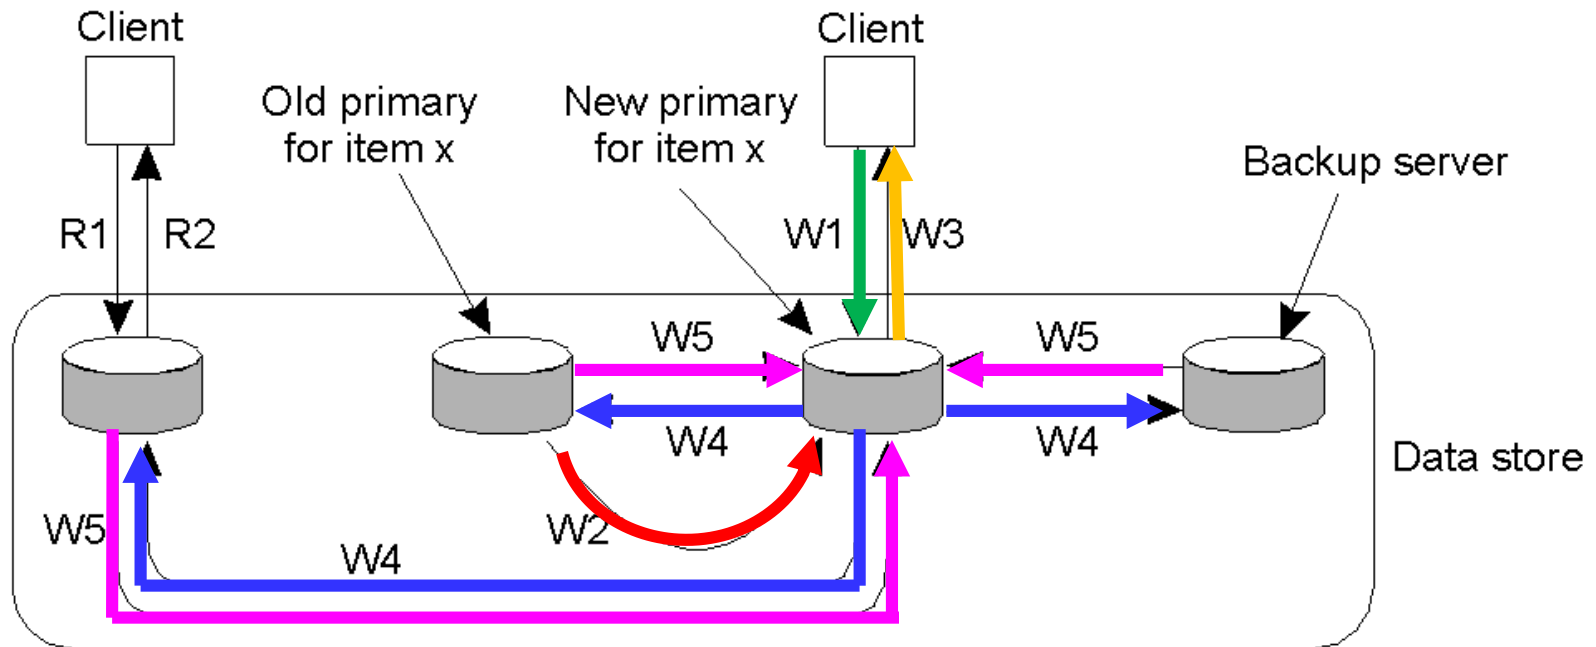 Client
Client
Old primary
for item x
New primary
for item x
Backup server
R1
R2
W1
W3
W5
W5
W4
W4
Data store
W5
W2
W4